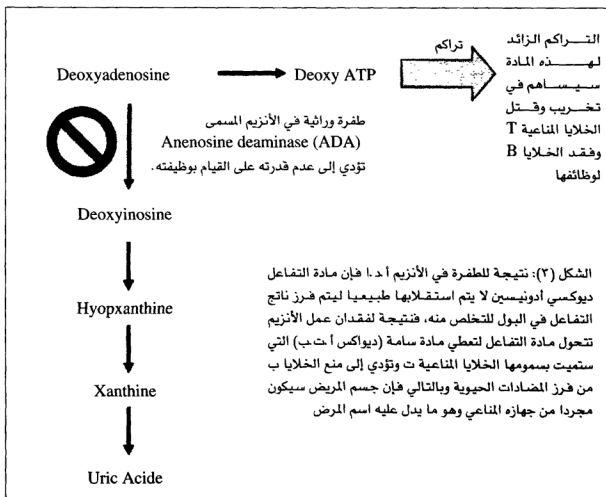 Deoxyadenosine
Deoxy ATP
تراكم
التراكم الزائد
لهذه المادة
سيساهم في
تخريب وقتل
الخلايا المناعية T
وفقد الخلايا B
لوظائفها
طفرة وراثية في الأنزيم المسمى
Anenosine deaminase (ADA)
تؤدي إلى عدم قدرته على القيام بوظيفته.
Deoxyinosine
Hyopxanthine
Xanthine
Uric Acide
الشكل (٣): نتيجة للطفرة في الأنزيم أ.د.ا فإن مادة التفاعل
ديوكسي أدونيسين لا يتم استقلابها طبيعيا ليتم فرز ناتج
التفاعل في البول للتخلص منه، فنتيجة لفقدان عمل الأنزيم
تتحول مادة التفاعل لتعطي مادة سامة (ديواكس أ.ت.ب) التي
ستميت بسمومها الخلايا المناعية ت وتؤدي إلى منع الخلايا ب
من فرز المضادات الحيوية وبالتالي فإن جسم المريض سيكون
مجردا من جهازه المناعي وهو ما يدل عليه اسم المرض